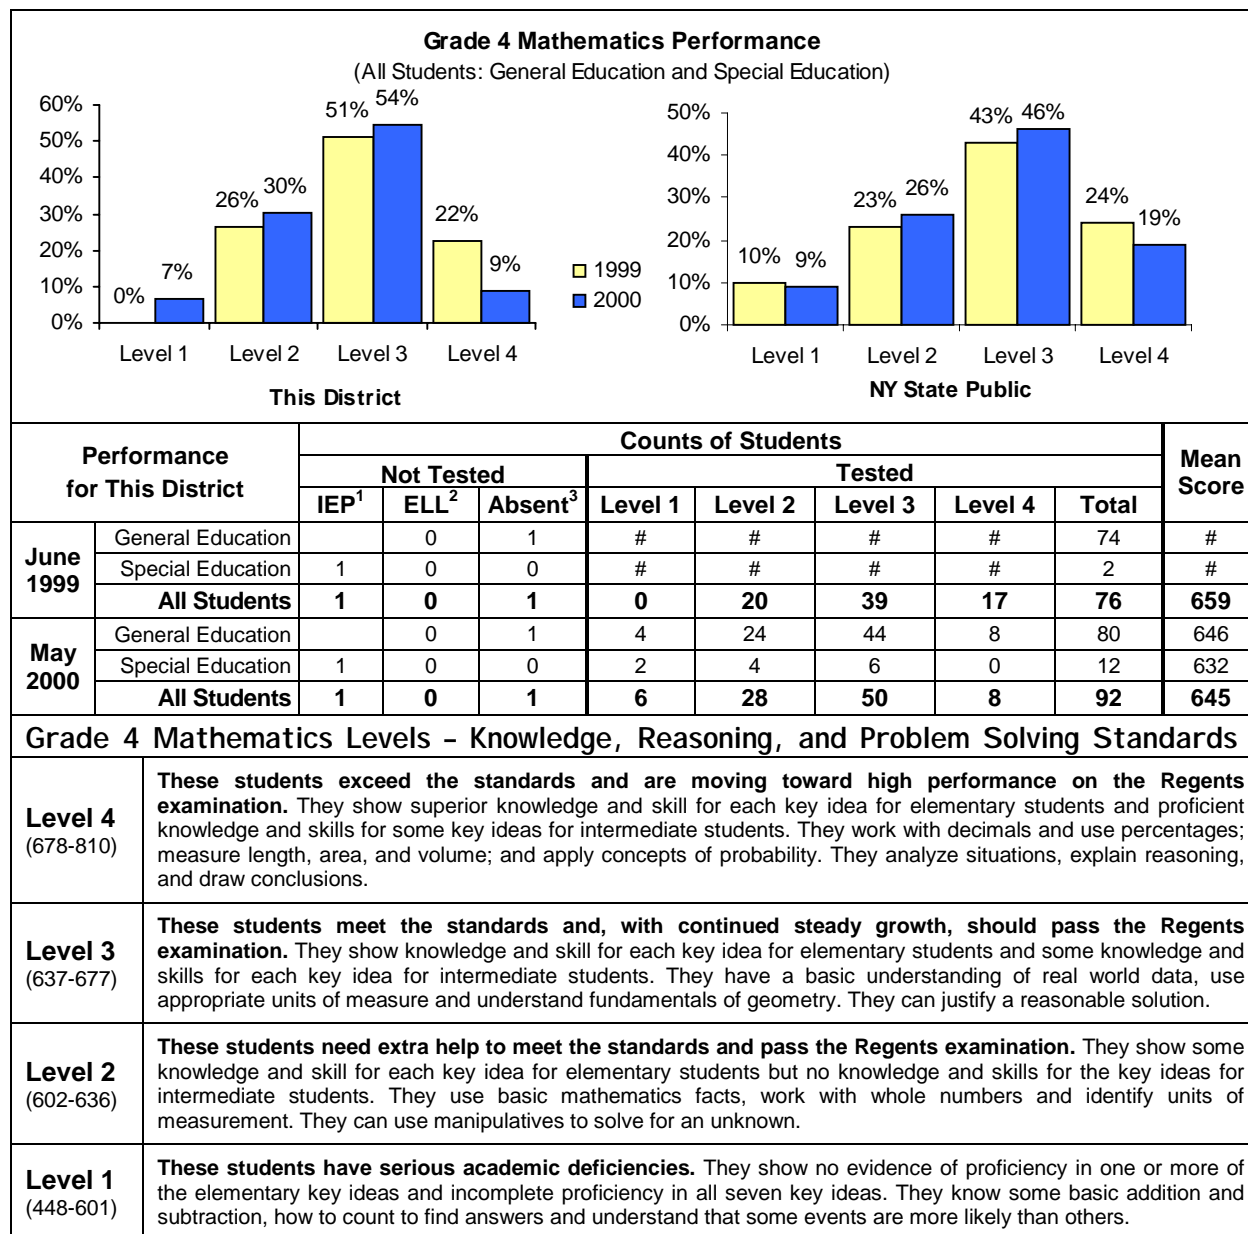 Grade 4 Mathematics Performance
(All Students: General Education and Special Education)
60%
50%
40%
30%
20%
10%
0%
0%
7%
26%
30%
51%
54%
22%
9%
Level 1 Level 2 Level 3 Level 4
This District
1999
2000
50%
40%
30%
20%
10%
0%
10%
9%
23%
26%
43%
46%
24%
19%
Level 1 Level 2 Level 3 Level 4
NY State Public
Performance for This District
Counts of Students
Mean Score
Not Tested Tested
IEP1 ELL2 Absent3 Level 1 Level 2 Level 3 Level 4 Total
June 1999
General Education 0 1 # # # # 74 #
Special Education 1 0 0 # # # # 2 #
All Students 1 0 1 0 20 39 17 76 659
May 2000
General Education 0 1 4 24 44 8 80 646
Special Education 1 0 0 2 4 6 0 12 632
All Students 1 0 1 6 28 50 8 92 645
Grade 4 Mathematics Levels – Knowledge, Reasoning, and Problem Solving Standards
Level 4
(678-810)
These students exceed the standards and are moving toward high performance on the Regents
examination. They show superior knowledge and skill for each key idea for elementary students and proficient
knowledge and skills for some key ideas for intermediate students. They work with decimals and use percentages;
measure length, area, and volume; and apply concepts of probability. They analyze situations, explain reasoning,
and draw conclusions.
Level 3
(637-677)
These students meet the standards and, with continued steady growth, should pass the Regents
examination. They show knowledge and skill for each key idea for elementary students and some knowledge and
skills for each key idea for intermediate students. They have a basic understanding of real world data, use
appropriate units of measure and understand fundamentals of geometry. They can justify a reasonable solution.
Level 2
(602-636)
These students need extra help to meet the standards and pass the Regents examination. They show some
knowledge and skill for each key idea for elementary students but no knowledge and skills for the key ideas for
intermediate students. They use basic mathematics facts, work with whole numbers and identify units of
measurement. They can use manipulatives to solve for an unknown.
Level 1
(448-601)
These students have serious academic deficiencies. They show no evidence of proficiency in one or more of
the elementary key ideas and incomplete proficiency in all seven key ideas. They know some basic addition and
subtraction, how to count to find answers and understand that some events are more likely than others.